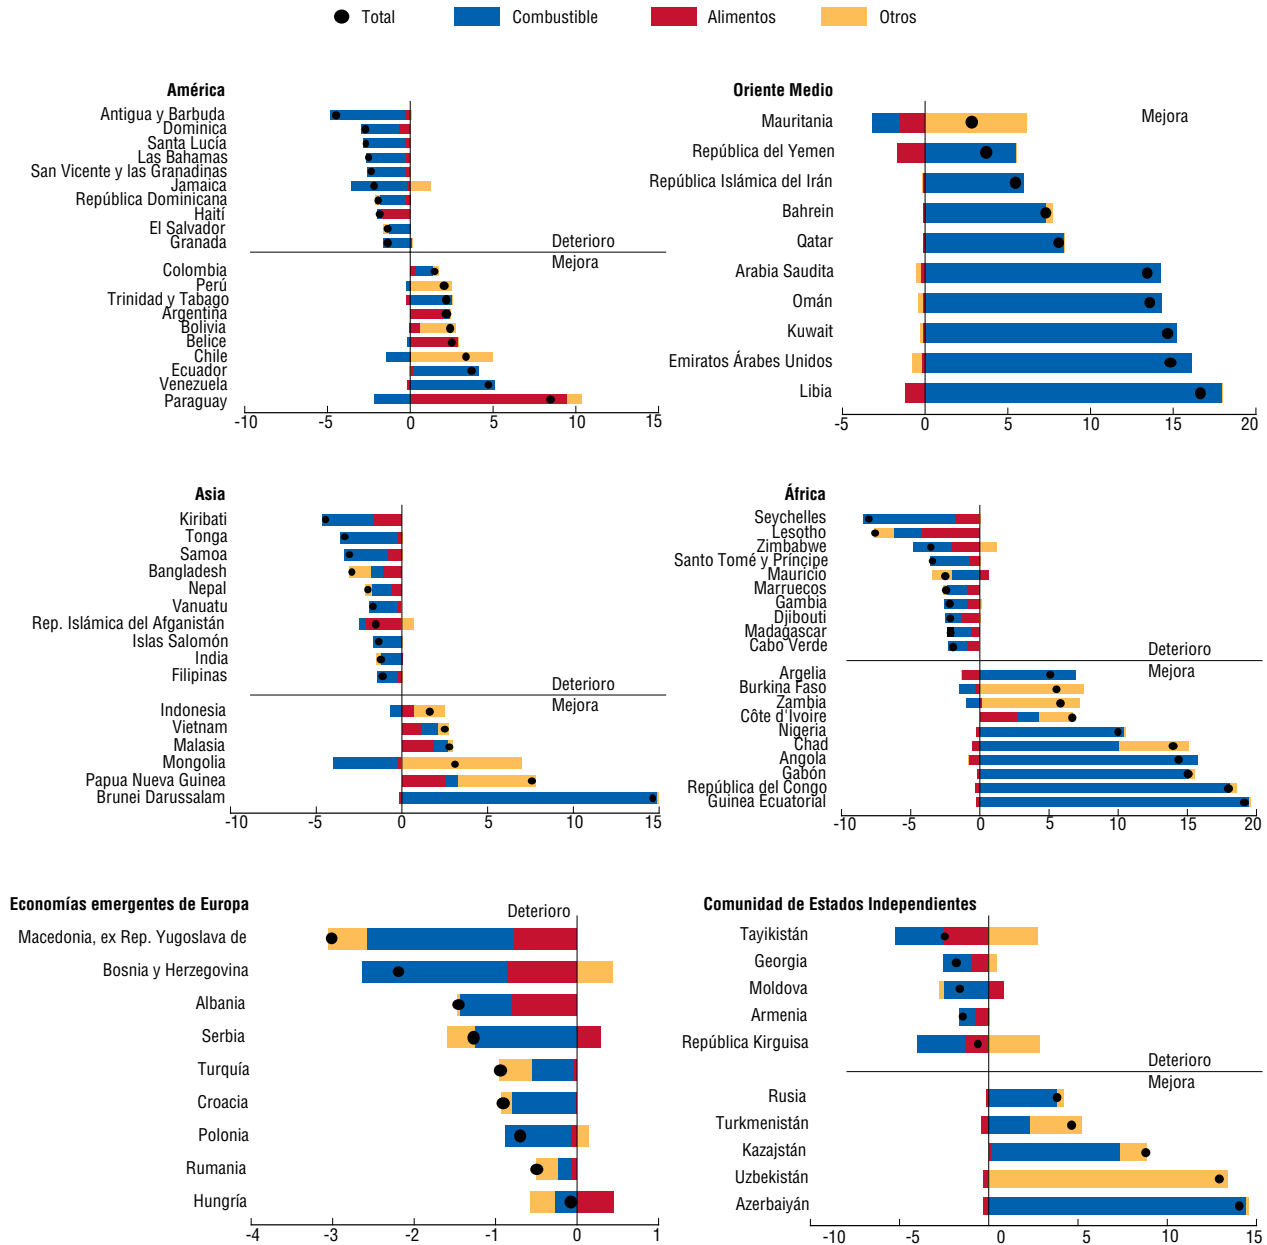 Total Combustible Alimentos Otros
América
Antigua y Barbuda
Dominica
Santa Lucía
Las Bahamas
San Vicente y las Granadinas
Jamaica
República Dominicana
Haití
El Salvador
Granada
Deterioro
Mejora
Colombia
Perú
Trinidad y Tabago
Argentina
Bolivia
Belice
Chile
Ecuador
Venezuela
Paraguay
-10 -5 0 5 10 15
Oriente Medio
Mejora
Mauritania
República del Yemen
República Islámica del Irán
Bahrein
Qatar
Arabia Saudita
Omán
Kuwait
Emiratos Árabes Unidos
Libia
-5 0 5 10 15 20
Asia
Kiribati
Tonga
Samoa
Bangladesh
Nepal
Vanuatu
Rep. Islámica del Afganistán
Islas Salomón
India
Filipinas
Deterioro
Mejora
Indonesia
Vietnam
Malasia
Mongolia
Papua Nueva Guinea
Brunei Darussalam
-10 -5 0 5 10 15
África
Seychelles
Lesotho
Zimbabwe
Santo Tomé y Príncipe
Mauricio
Marruecos
Gambia
Djibouti
Madagascar
Cabo Verde
Deterioro
Mejora
Argelia
Burkina Faso
Zambia
Côte d'Ivoire
Nigeria
Chad
Angola
Gabón
República del Congo
Guinea Ecuatorial
-10 -5 0 5 10 15 20
Economías emergentes de Europa
Deterioro
Macedonia, ex Rep. Yugoslava de
Bosnia y Herzegovina
Albania
Serbia
Turquía
Croacia
Polonia
Rumania
Hungría
-4 -3 -2 -1 0 1
Comunidad de Estados Independientes
Tayikistán
Georgia
Moldova
Armenia
República Kirguisa
Deterioro
Mejora
Rusia
Turkmenistán
Kazajstán
Uzbekistán
Azerbaiyán
-10 -5 0 5 10 15